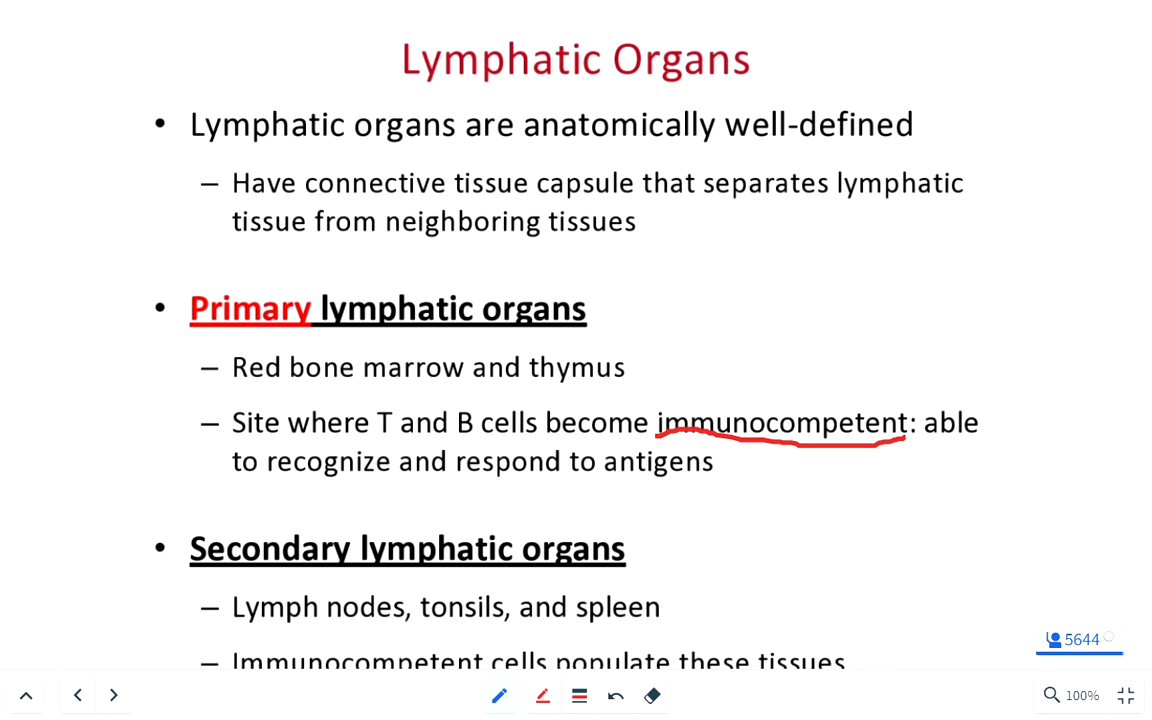 Lymphatic Organs
• Lymphatic organs are anatomically well-defined
– Have connective tissue capsule that separates lymphatic
tissue from neighboring tissues
• Primary lymphatic organs
– Red bone marrow and thymus
– Site where T and B cells become immunocompetent: able
to recognize and respond to antigens
• Secondary lymphatic organs
– Lymph nodes, tonsils, and spleen
– Immunocompetent cells populate these tissues
5644
100%